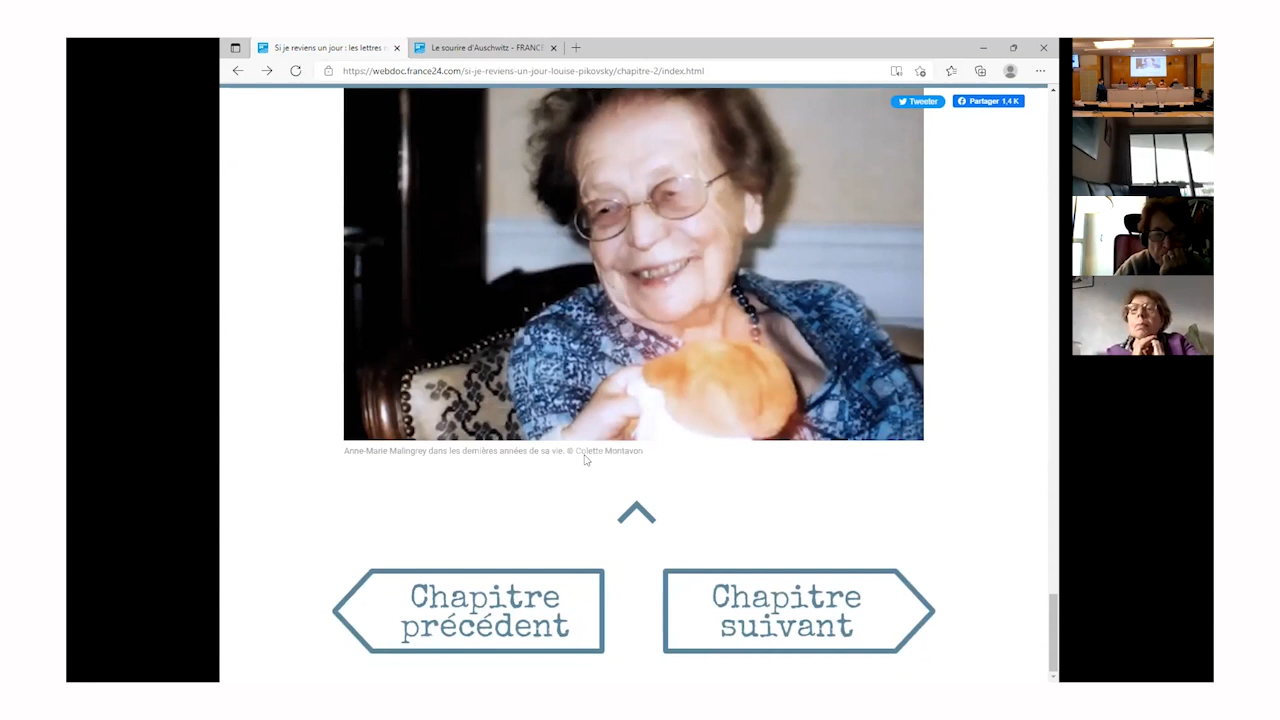 Si je reviens un jour : les lettres
Le sourire d'Auschwitz - FRANC
https://webdoc.france24.com/si-je-reviens-un-jour-louise-pikovsky/chapitre-2/index.html
Tweeter
Partager 1,4 K
Anne-Marie Malingrey dans les dernières années de sa vie. © Colette Montavon
Chapitre
précédent
Chapitre
suivant